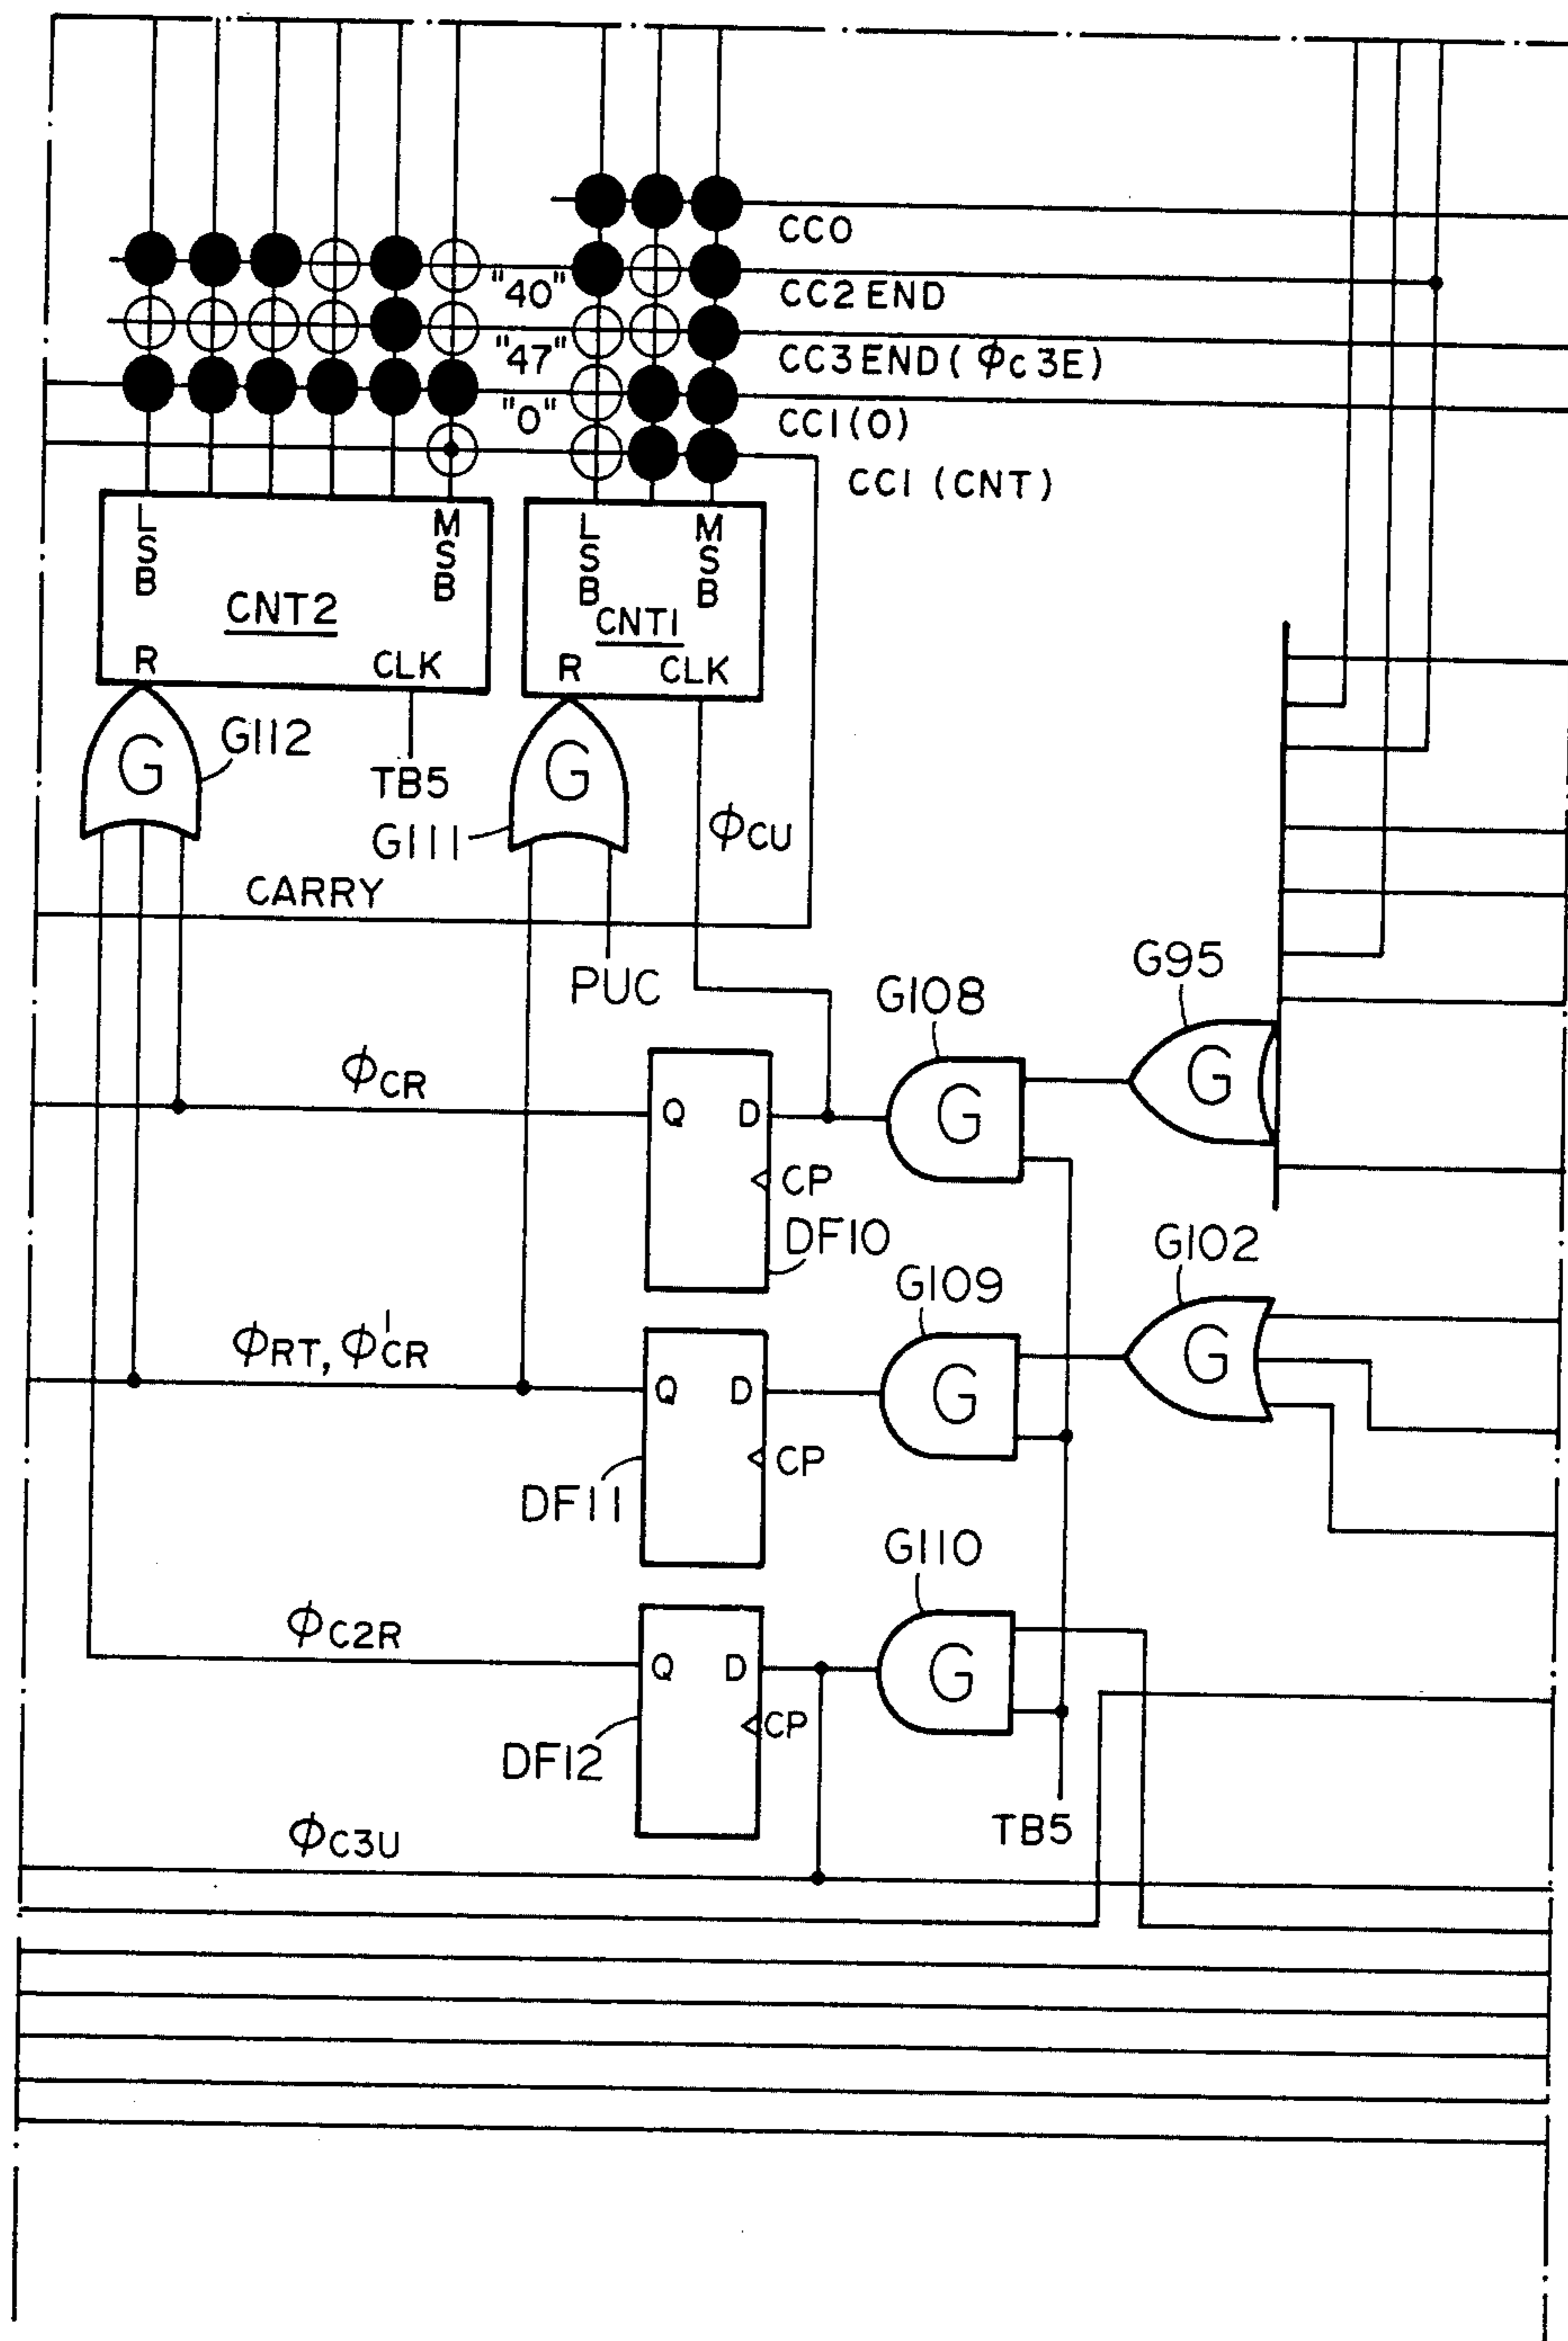 CC0
"40"
CC2 END
"47"
CC3 END ( ϕC3E)
"0"
CC1 (0)
CC1 (CNT)
LSB
MSB
LSB
MSB
CNT2
CNT1
R
CLK
R
CLK
G
G112
TB5
G
G111
ϕCU
CARRY
PUC
G95
G108
G
G
ϕCR
Q
D
CP
DF10
G102
G109
G
G
ϕRT, ϕ'CR
Q
D
CP
DF11
G110
G
ϕC2R
Q
D
CP
DF12
TB5
ϕC3U